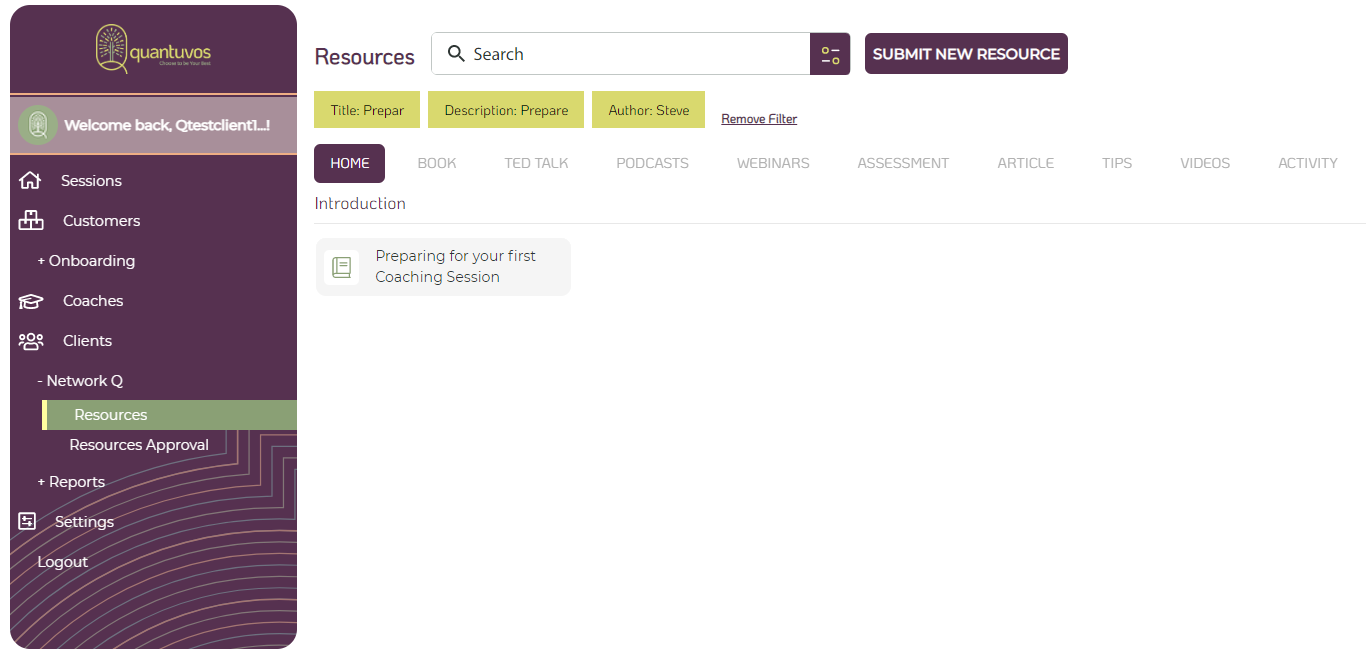 quantuvos
Choose to be Your Best
Welcome back, Qtestclient1...!
Sessions
Customers
+ Onboarding
Coaches
Clients
- Network Q
Resources
Resources Approval
+ Reports
Settings
Logout
Resources
Search
SUBMIT NEW RESOURCE
Title: Prepar
Description: Prepare
Author: Steve
Remove Filter
HOME
BOOK
TED TALK
PODCASTS
WEBINARS
ASSESSMENT
ARTICLE
TIPS
VIDEOS
ACTIVITY
Introduction
Preparing for your first
Coaching Session